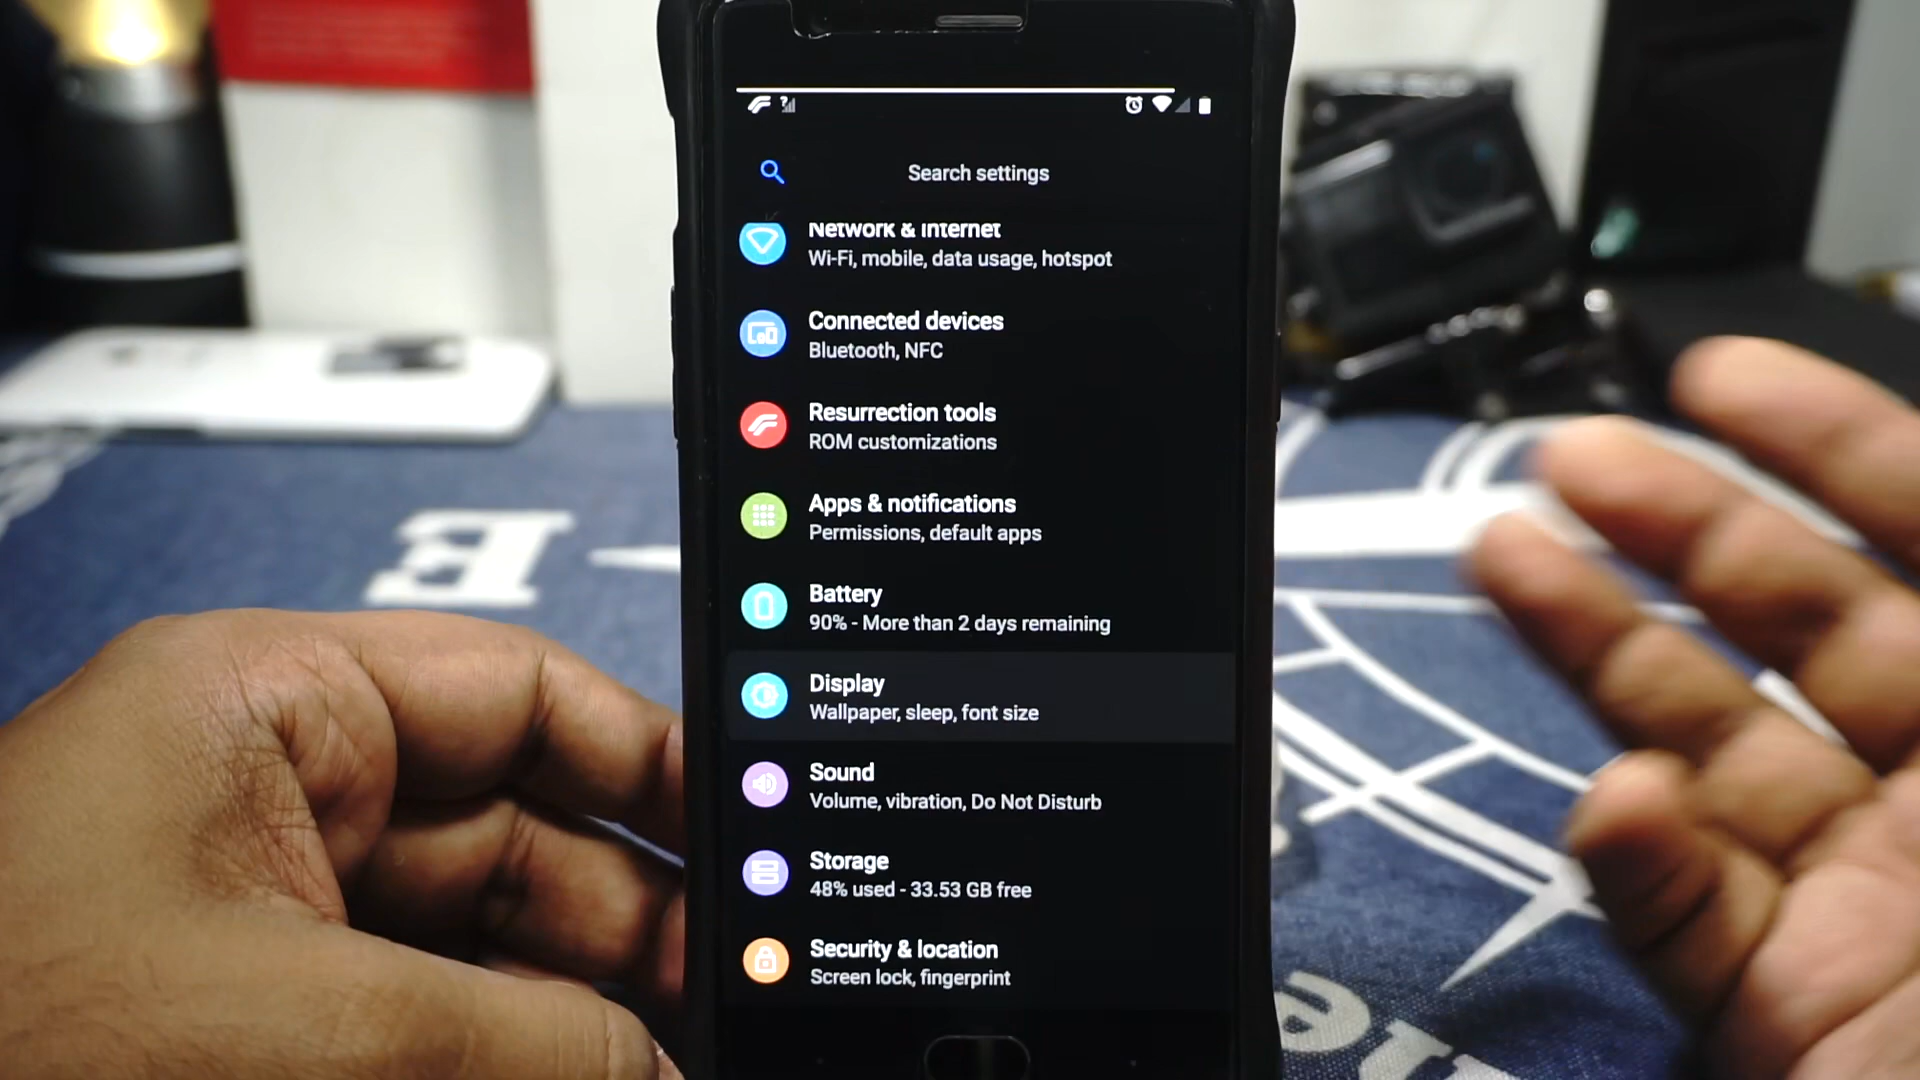 Search settings
Network & Internet
Wi-Fi, mobile, data usage, hotspot
Connected devices
Bluetooth, NFC
Resurrection tools
ROM customizations
Apps & notifications
Permissions, default apps
Battery
90% - More than 2 days remaining
Display
Wallpaper, sleep, font size
Sound
Volume, vibration, Do Not Disturb
Storage
48% used - 33.53 GB free
Security & location
Screen lock, fingerprint
E